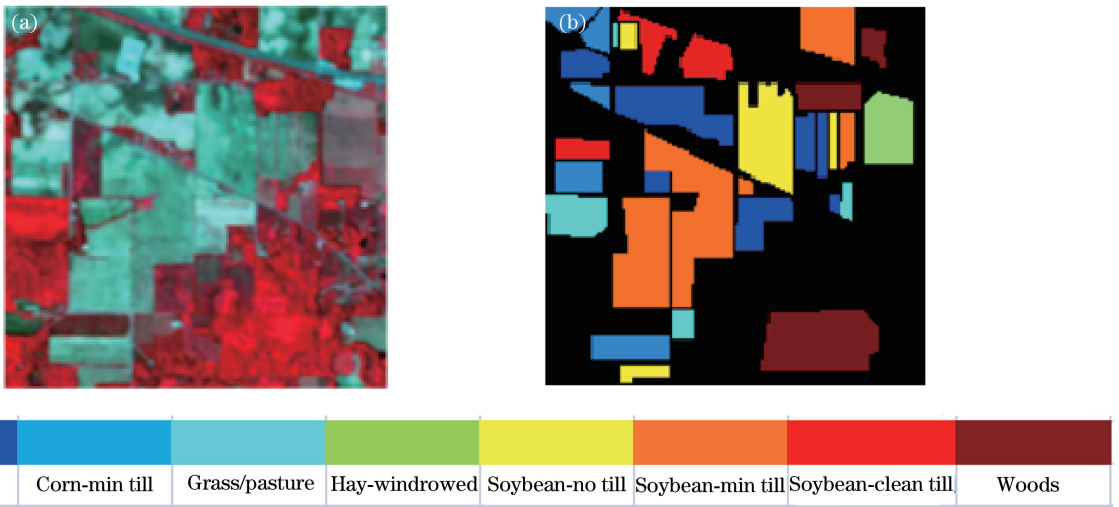 (a)
(b)
Corn-min till
Grass/pasture
Hay-windrowed
Soybean-no till
Soybean-min till
Soybean-clean till
Woods